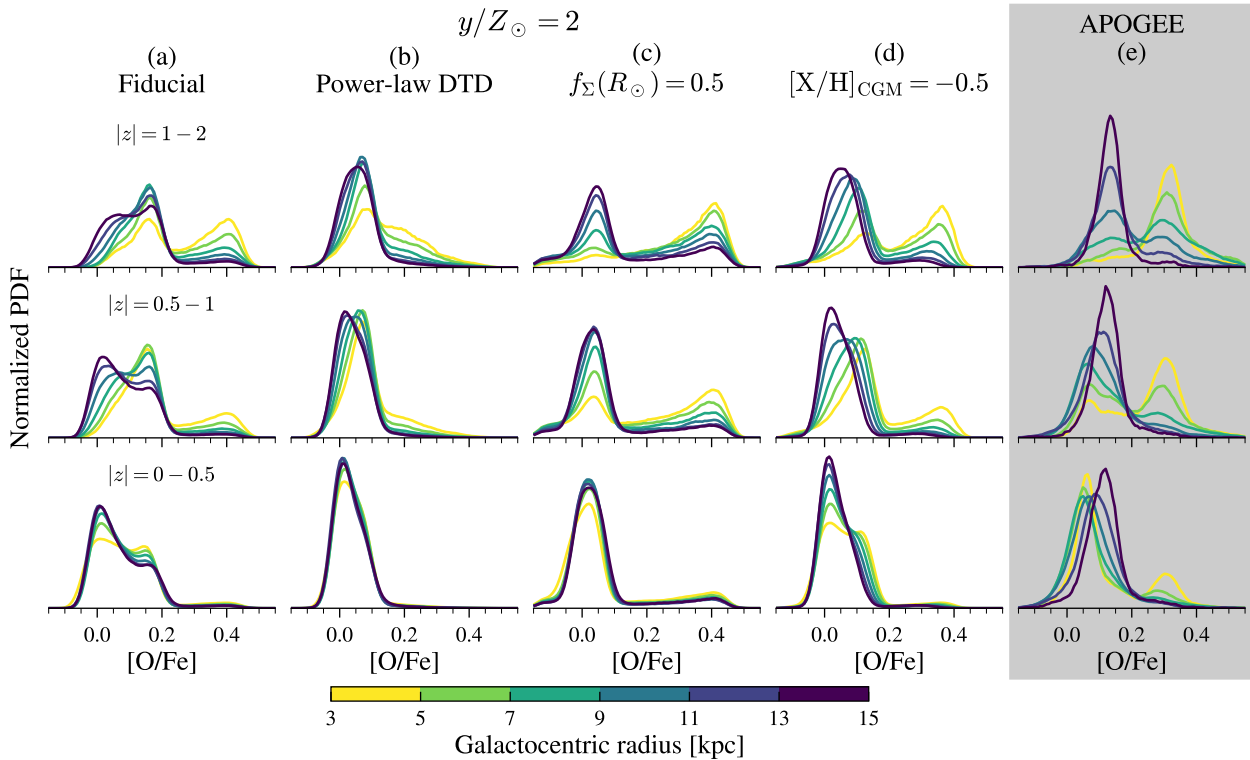 y/Z☉ = 2
(a) (b) (c) (d) APOGEE (e)
Fiducial Power-law DTD f_Σ(R☉) = 0.5 [X/H]_CGM = −0.5
|z| = 1 − 2
|z| = 0.5 − 1
|z| = 0 − 0.5
Normalized PDF
0.0 0.2 0.4 0.0 0.2 0.4 0.0 0.2 0.4 0.0 0.2 0.4 0.0 0.2 0.4
[O/Fe] [O/Fe] [O/Fe] [O/Fe] [O/Fe]
3 5 7 9 11 13 15
Galactocentric radius [kpc]